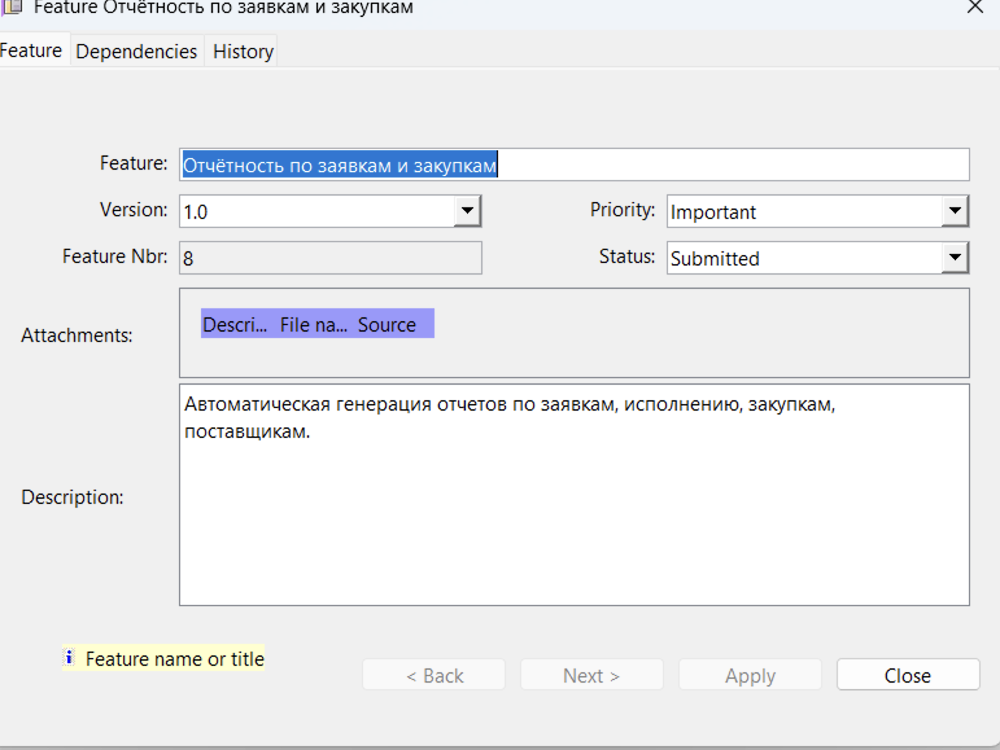 Feature Отчётность по заявкам и закупкам
Feature Dependencies History
Feature: Отчётность по заявкам и закупкам
Version: 1.0 Priority: Important
Feature Nbr: 8 Status: Submitted
Attachments: Descri... File na... Source
Автоматическая генерация отчетов по заявкам, исполнению, закупкам,
поставщикам.
Description:
i Feature name or title
< Back Next > Apply Close